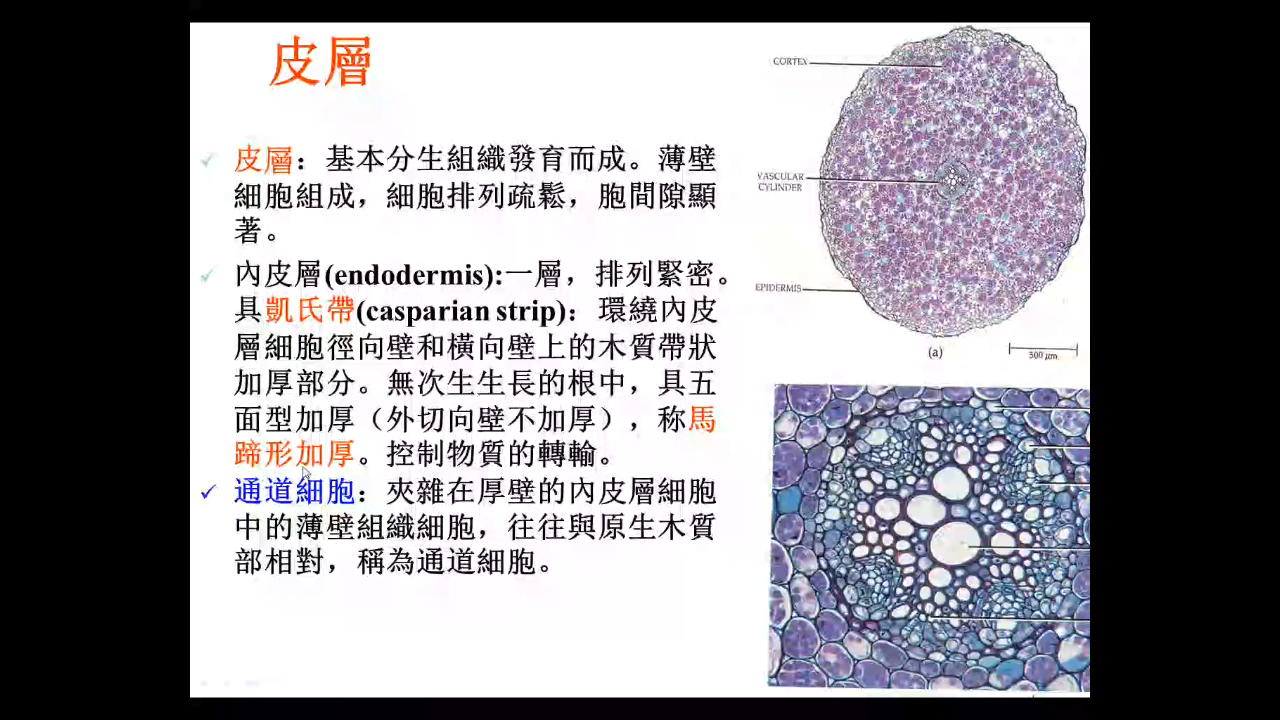 皮層
皮層：基本分生組織發育而成。薄壁
細胞組成，細胞排列疏鬆，胞間隙顯
著。
內皮層(endodermis):一層，排列緊密。
具凱氏帶(casparian strip)：環繞內皮
層細胞徑向壁和橫向壁上的木質帶狀
加厚部分。無次生生長的根中，具五
面型加厚（外切向壁不加厚），称馬
蹄形加厚。控制物質的轉輸。
通道細胞：夾雜在厚壁的內皮層細胞
中的薄壁組織細胞，往往與原生木質
部相對，稱為通道細胞。
CORTEX
VASCULAR
CYLINDER
EPIDERMIS
(a)
300 μm